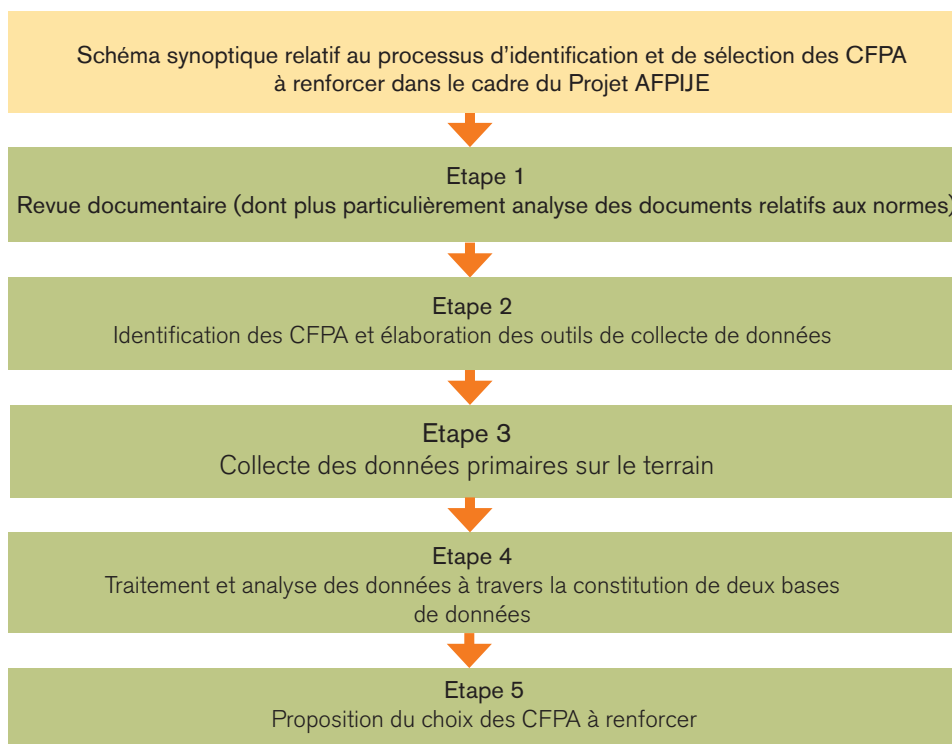 Schéma synoptique relatif au processus d'identification et de sélection des CFPA
à renforcer dans le cadre du Projet AFPIJE
Etape 1
Revue documentaire (dont plus particulièrement analyse des documents relatifs aux normes)
Etape 2
Identification des CFPA et élaboration des outils de collecte de données
Etape 3
Collecte des données primaires sur le terrain
Etape 4
Traitement et analyse des données à travers la constitution de deux bases
de données
Etape 5
Proposition du choix des CFPA à renforcer